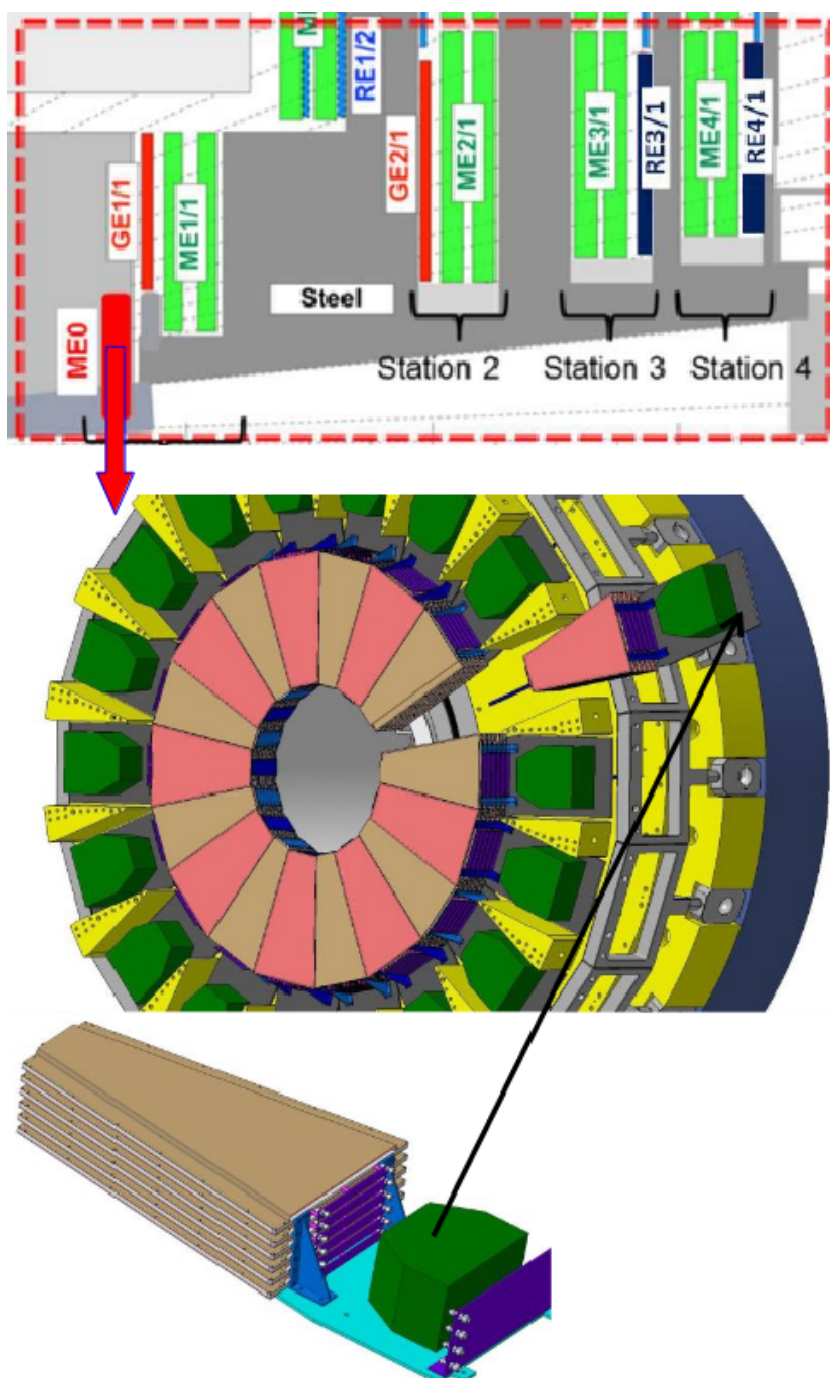 RE1/2
GE1/1
ME1/1
GE2/1
ME2/1
ME3/1
RE3/1
ME4/1
RE4/1
ME0
Steel
Station 2
Station 3
Station 4